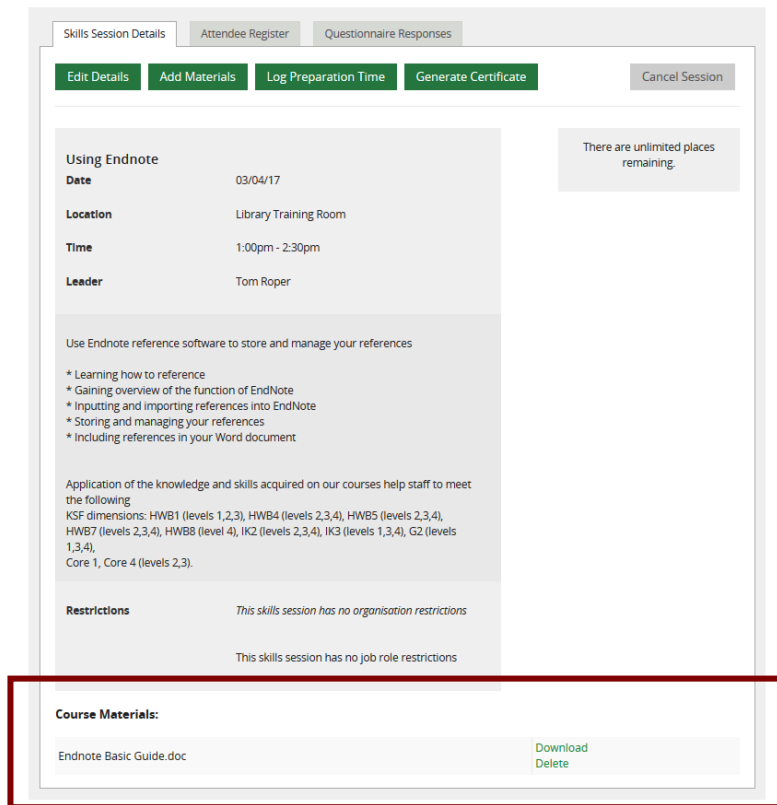 Skills Session Details
Attendee Register
Questionnaire Responses
Edit Details
Add Materials
Log Preparation Time
Generate Certificate
Cancel Session
There are unlimited places
remaining.
Using Endnote
Date 03/04/17
Location Library Training Room
Time 1:00pm - 2:30pm
Leader Tom Roper
Use Endnote reference software to store and manage your references
* Learning how to reference
* Gaining overview of the function of EndNote
* Inputting and importing references into EndNote
* Storing and managing your references
* Including references in your Word document
Application of the knowledge and skills acquired on our courses help staff to meet
the following
KSF dimensions: HWB1 (levels 1,2,3), HWB4 (levels 2,3,4), HWB5 (levels 2,3,4),
HWB7 (levels 2,3,4), HWB8 (level 4), IK2 (levels 2,3,4), IK3 (levels 1,3,4), G2 (levels
1,3,4),
Core 1, Core 4 (levels 2,3).
Restrictions This skills session has no organisation restrictions
This skills session has no job role restrictions
Course Materials:
Endnote Basic Guide.doc
Download
Delete